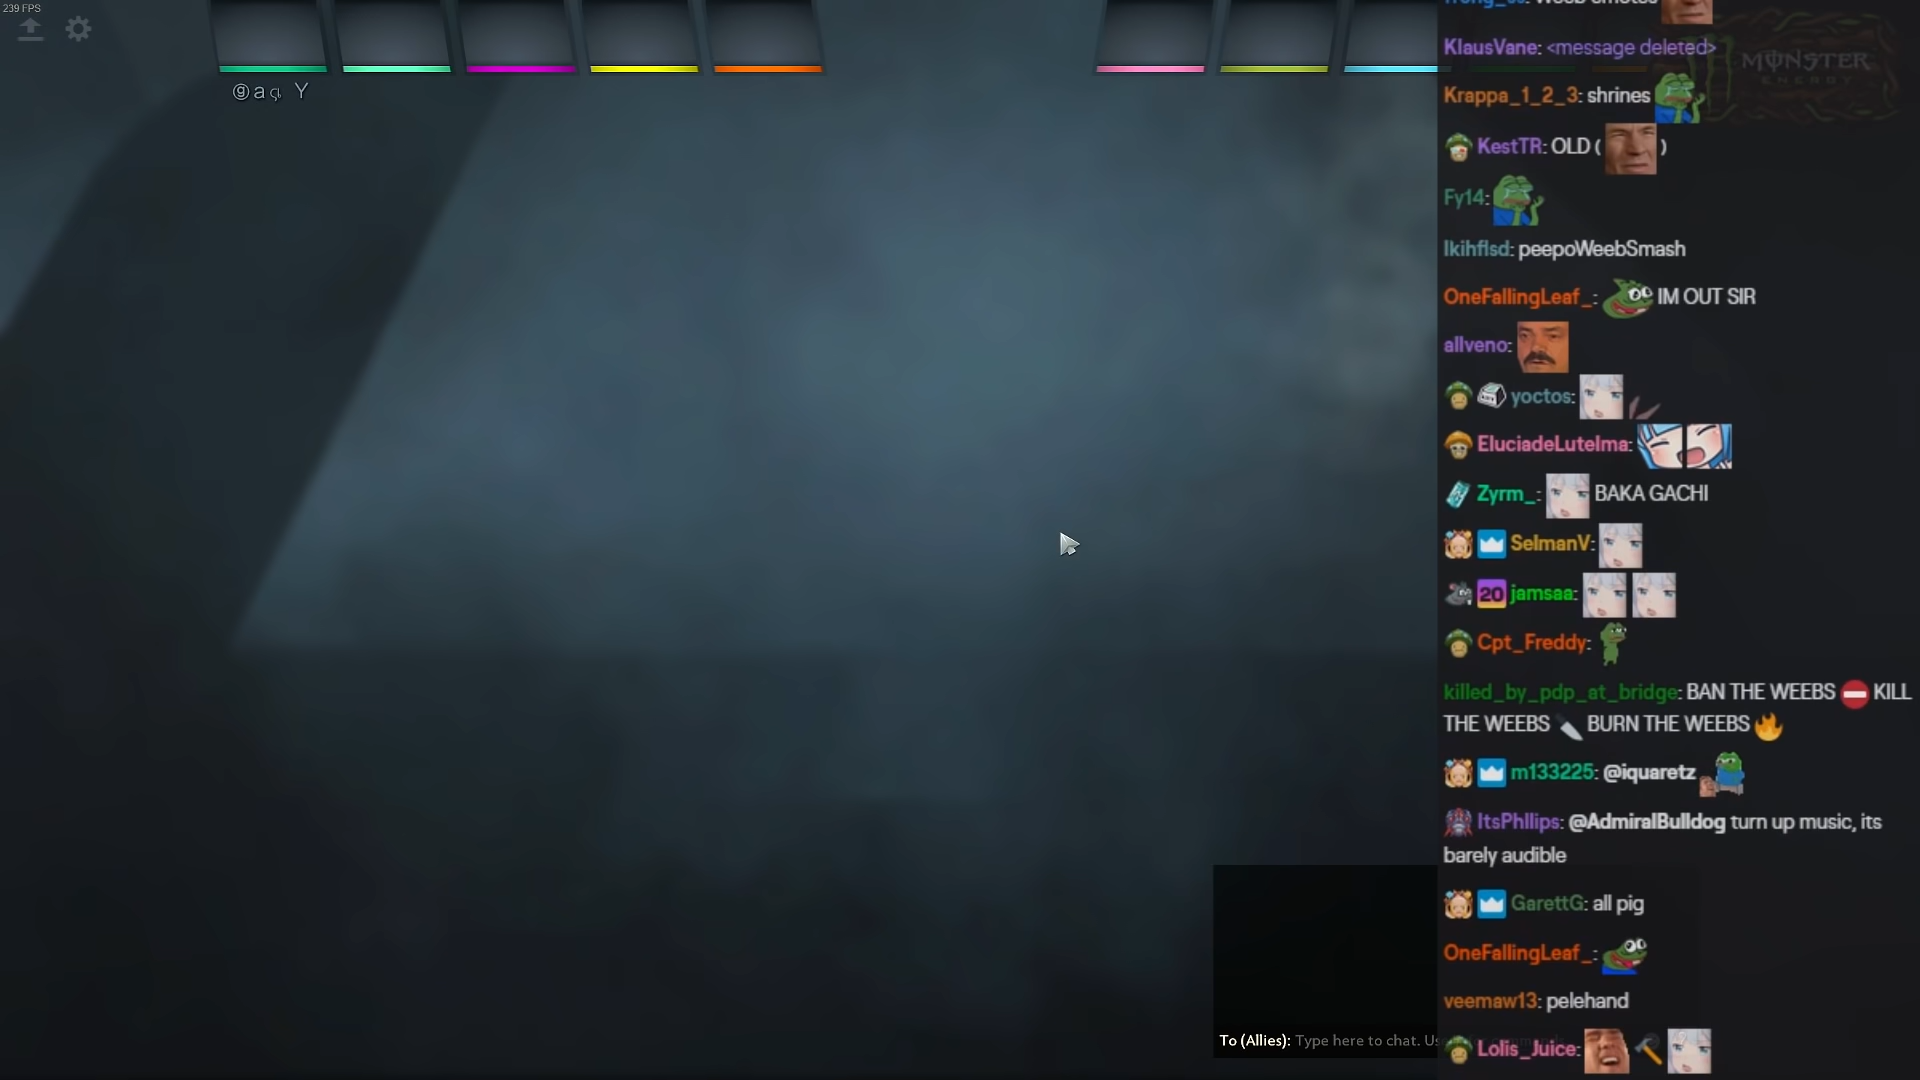 239 FPS
KlausVane: <message deleted>
MONSTER
ENERGY
Krappa_1_2_3: shrines
KestTR: OLD ( )
Fy14:
lkihflsd: peepoWeebSmash
OneFallingLeaf_: IM OUT SIR
allveno:
yoctos:
EluciadeLutelma:
Zyrm_: BAKA GACHI
SelmanV:
20 jamsaa:
Cpt_Freddy:
killed_by_pdp_at_bridge: BAN THE WEEBS KILL
THE WEEBS BURN THE WEEBS
m133225: @iquaretz
ItsPhllips: @AdmiralBulldog turn up music, its
barely audible
GarettG: all pig
OneFallingLeaf_:
veemaw13: pelehand
To (Allies): Type here to chat.
Lolis_Juice: